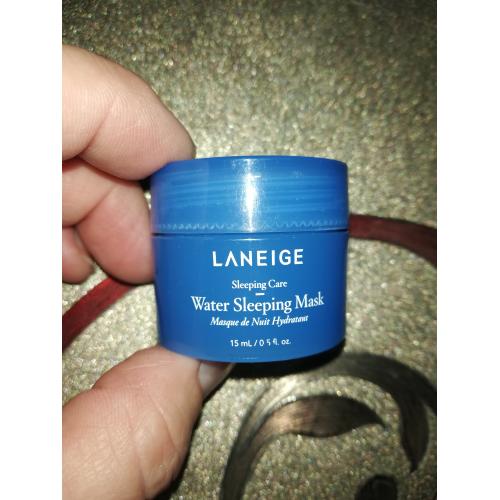 LANEIGE
Sleeping Care
Water Sleeping Mask
Masque de Nuit Hydratant
15 mL / 0.5 fl. oz.